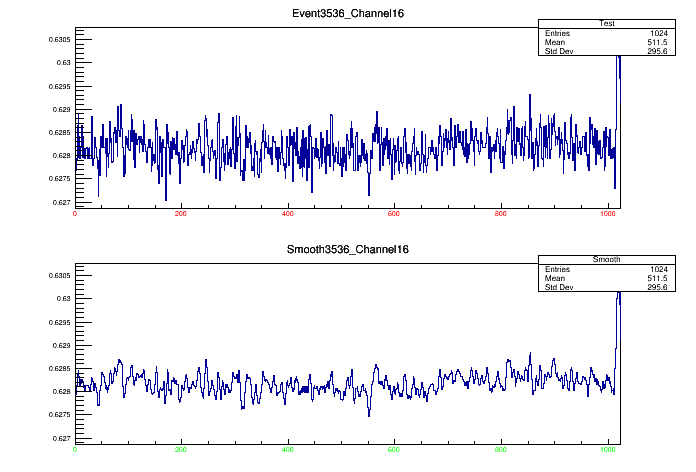 Event3536_Channel16
Test
Entries 1024
Mean 511.5
Std Dev 295.6
0.6305
0.63
0.6295
0.629
0.6285
0.628
0.6275
0.627
0 200 400 600 800 1000
Smooth3536_Channel16
Smooth
Entries 1024
Mean 511.5
Std Dev 295.6
0.6305
0.63
0.6295
0.629
0.6285
0.628
0.6275
0.627
0 200 400 600 800 1000